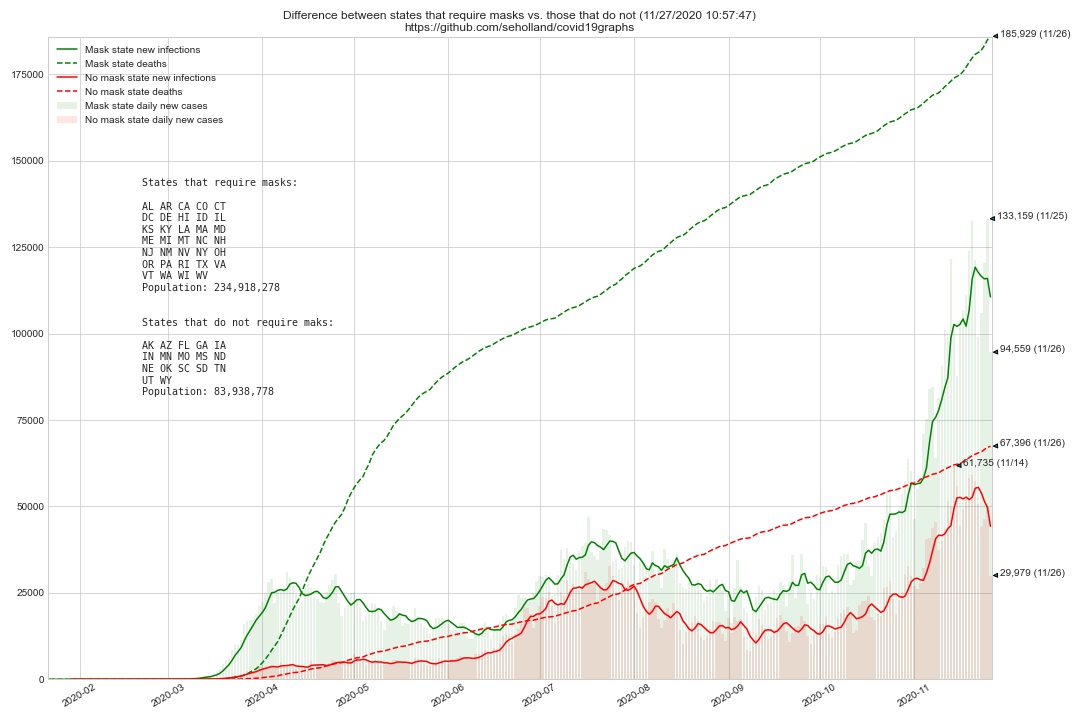 Difference between states that require masks vs. those that do not (11/27/2020 10:57:47)
https://github.com/seholland/covid19graphs
Mask state new infections
Mask state deaths
No mask state new infections
No mask state deaths
Mask state daily new cases
No mask state daily new cases
States that require masks:
AL AR CA CO CT
DC DE HI ID IL
KS KY LA MA MD
ME MI MT NC NH
NJ NM NV NY OH
OR PA RI TX VA
VT WA WI WV
Population: 234,918,278
States that do not require maks:
AK AZ FL GA IA
IN MN MO MS ND
NE OK SC SD TN
UT WY
Population: 83,938,778
185,929 (11/26)
133,159 (11/25)
94,559 (11/26)
67,396 (11/26)
61,735 (11/14)
29,979 (11/26)
175000
150000
125000
100000
75000
50000
25000
0
2020-02
2020-03
2020-04
2020-05
2020-06
2020-07
2020-08
2020-09
2020-10
2020-11